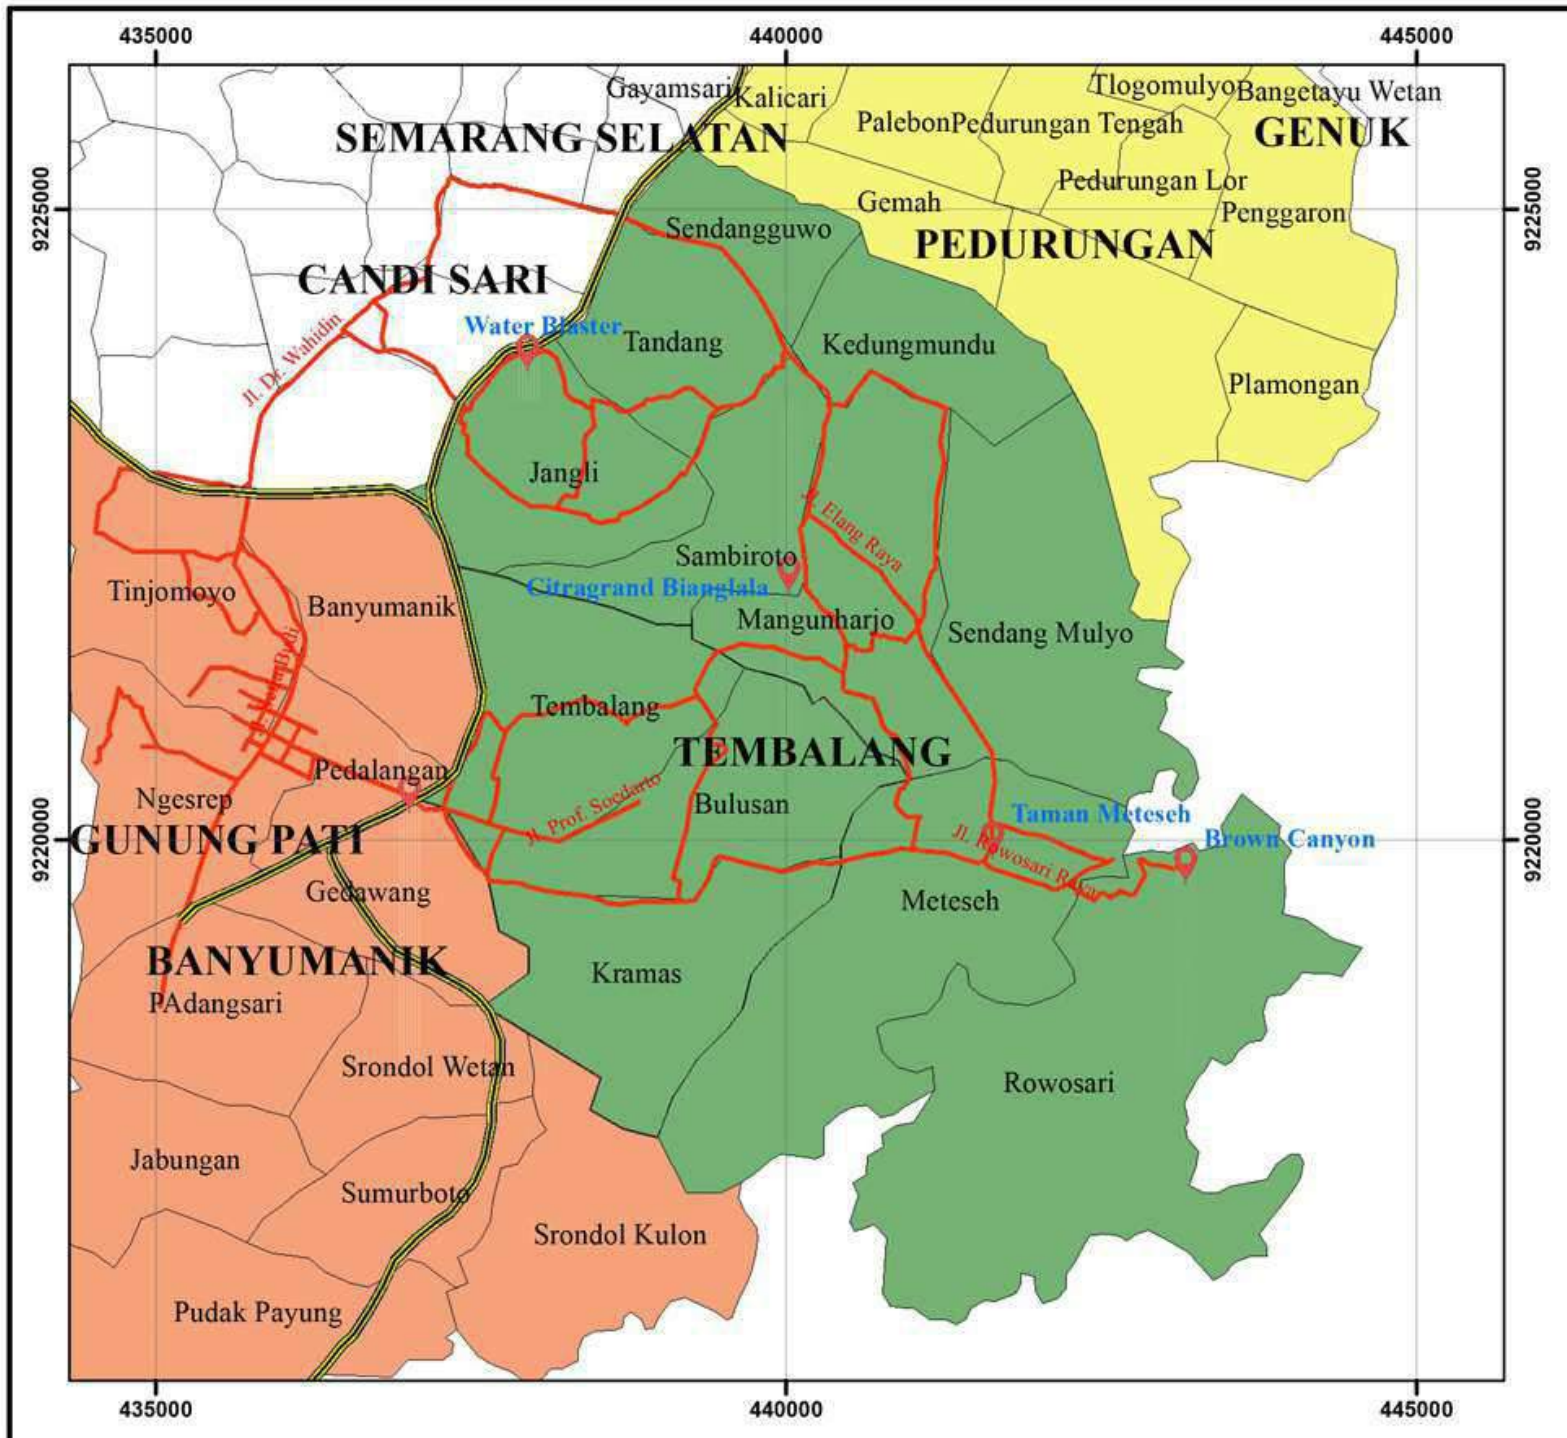 435000
440000
445000
Gayamsari
Kalicari
Tlogomulyo
Bangetayu Wetan
SEMARANG SELATAN
Palebon
Pedurungan Tengah
GENUK
Pedurungan Lor
9225000
Gemah
Penggaron
9225000
Sendangguwo
PEDURUNGAN
CANDI SARI
Water Blaster
Tandang
Kedungmundu
Jl. Dr. Wahidin
Plamongan
Jangli
Jl. Elang Raya
Sambiroto
Citragrand Bianglala
Tinjomoyo
Banyumanik
Mangunharjo
Sendang Mulyo
Tembalang
TEMBALANG
Pedalangan
Ngesrep
Bulusan
Jl. Prof. Soedarto
Taman Meteseh
9220000
GUNUNG PATI
Jl. Rowosari Raya
Brown Canyon
9220000
Gedawang
Meteseh
BANYUMANIK
Kramas
PAdangsari
Srondol Wetan
Rowosari
Jabungan
Sumurboto
Srondol Kulon
Pudak Payung
435000
440000
445000